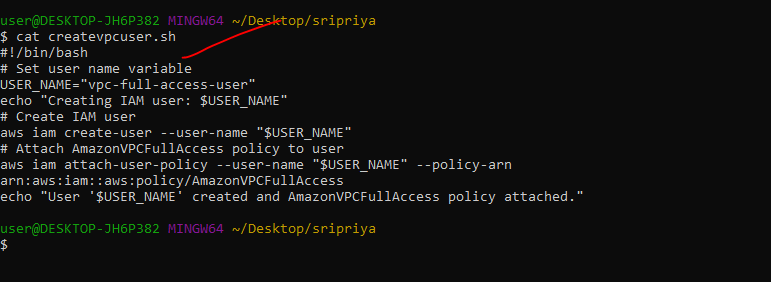 user@DESKTOP-JH6P382 MINGW64 ~/Desktop/sripriya
$ cat createvpcuser.sh
#!/bin/bash
# Set user name variable
USER_NAME="vpc-full-access-user"
echo "Creating IAM user: $USER_NAME"
# Create IAM user
aws iam create-user --user-name "$USER_NAME"
# Attach AmazonVPCFullAccess policy to user
aws iam attach-user-policy --user-name "$USER_NAME" --policy-arn
arn:aws:iam::aws:policy/AmazonVPCFullAccess
echo "User '$USER_NAME' created and AmazonVPCFullAccess policy attached."
user@DESKTOP-JH6P382 MINGW64 ~/Desktop/sripriya
$